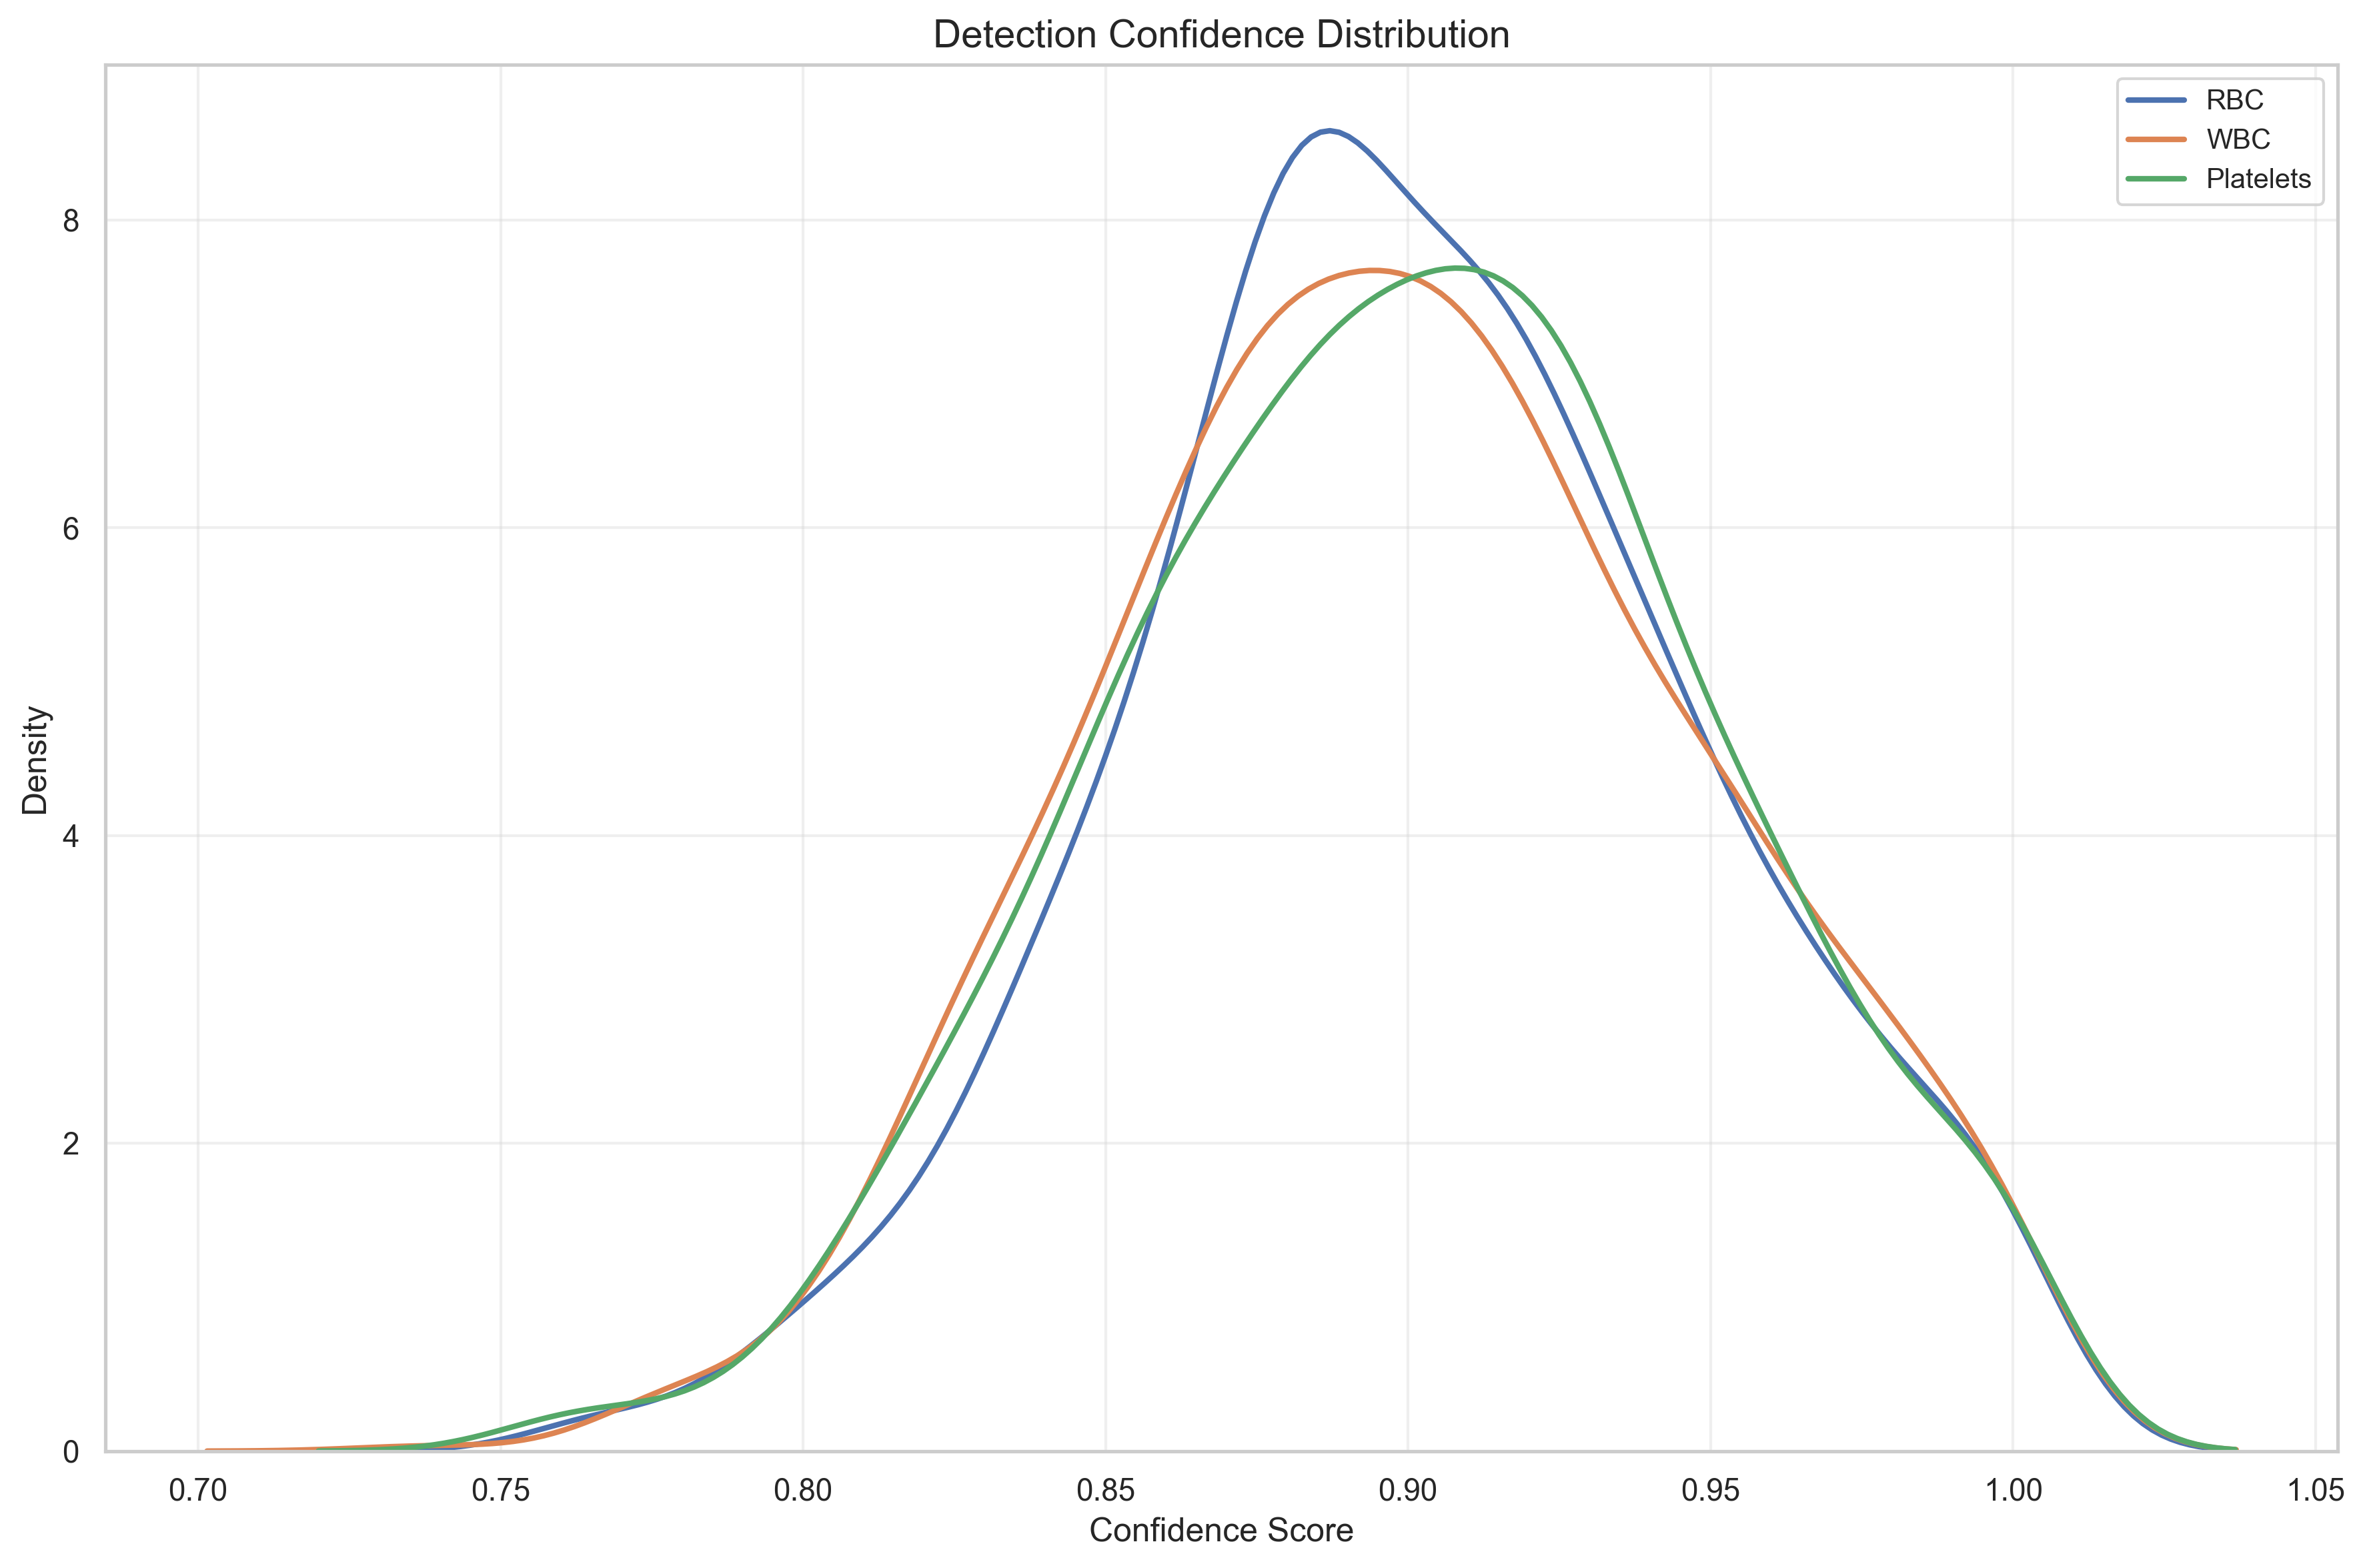 Detection Confidence Distribution
RBC
WBC
Platelets
Density
8
6
4
2
0
0.70 0.75 0.80 0.85 0.90 0.95 1.00 1.05
Confidence Score